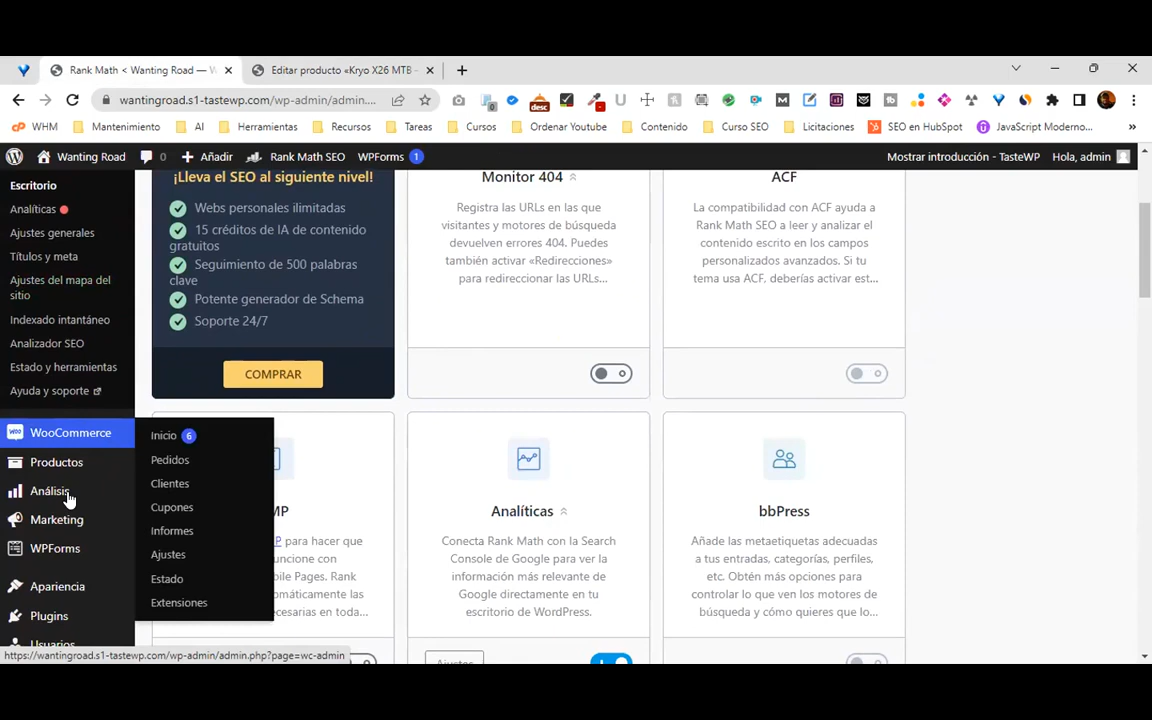 Rank Math < Wanting Road — W
Editar producto «Kryo X26 MTB –
wantingroad.s1-tastewp.com/wp-admin/admin....
WHM
Mantenimiento
AI
Herramientas
Recursos
Tareas
Cursos
Ordenar Youtube
Contenido
Curso SEO
Licitaciones
SEO en HubSpot
JavaScript Moderno...
Wanting Road
0
Añadir
Rank Math SEO
WPForms 1
Mostrar introducción - TasteWP
Hola, admin
Escritorio
Analíticas
Ajustes generales
Títulos y meta
Ajustes del mapa del
sitio
Indexado intantáneo
Analizador SEO
Estado y herramientas
Ayuda y soporte
WooCommerce
Productos
Análisis
Marketing
WPForms
Apariencia
Plugins
Usuarios
Inicio 6
Pedidos
Clientes
Cupones
Informes
Ajustes
Estado
Extensiones
¡Lleva el SEO al siguiente nivel!
Webs personales ilimitadas
15 créditos de IA de contenido
gratuitos
Seguimiento de 500 palabras
clave
Potente generador de Schema
Soporte 24/7
COMPRAR
Monitor 404
Registra las URLs en las que
visitantes y motores de búsqueda
devuelven errores 404. Puedes
también activar «Redirecciones»
para redireccionar las URLs...
ACF
La compatibilidad con ACF ayuda a
Rank Math SEO a leer y analizar el
contenido escrito en los campos
personalizados avanzados. Si tu
tema usa ACF, deberías activar est...
MP
para hacer que
uncione con
bile Pages. Rank
omáticamente las
ecesarias en toda...
Analíticas
Conecta Rank Math con la Search
Console de Google para ver la
información más relevante de
Google directamente en tu
escritorio de WordPress.
Ajustes
bbPress
Añade las metaetiquetas adecuadas
a tus entradas, categorías, perfiles,
etc. Obtén más opciones para
controlar lo que ven los motores de
búsqueda y cómo quieres que lo...
https://wantingroad.s1-tastewp.com/wp-admin/admin.php?page=wc-admin